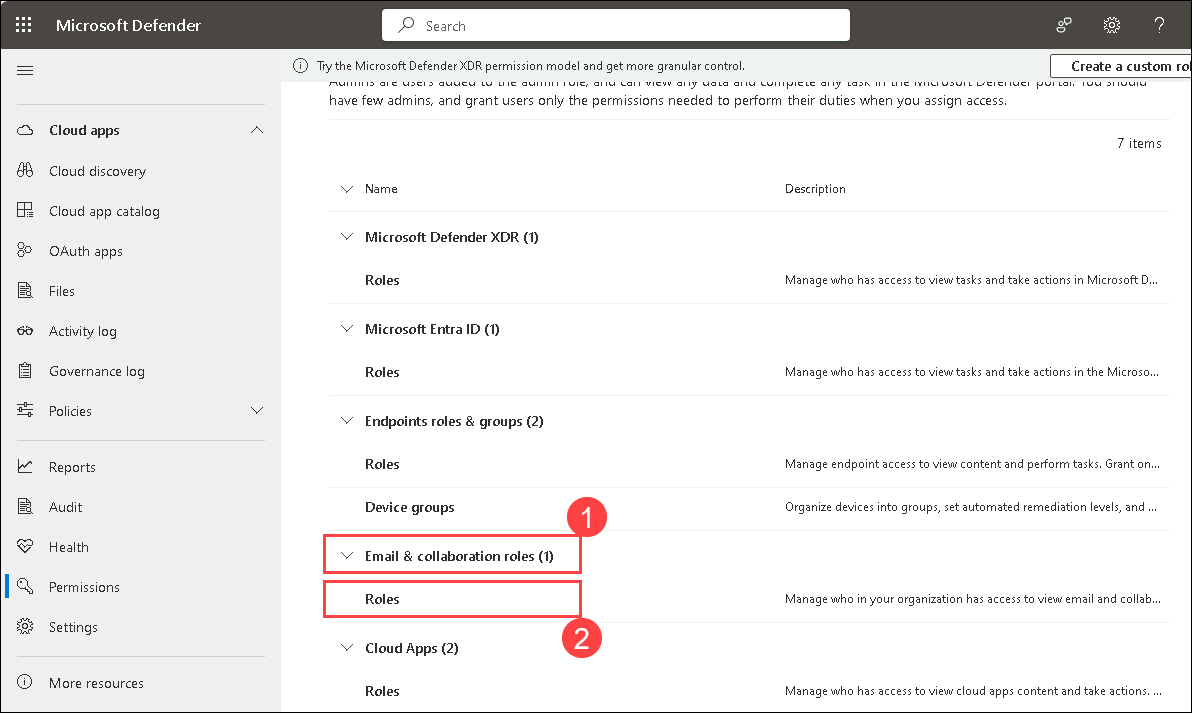 Microsoft Defender
Search
Try the Microsoft Defender XDR permission model and get more granular control.
Create a custom rol
Admins are users added to the admin role, and can view any data and complete any task in the Microsoft Defender portal. You should
have few admins, and grant users only the permissions needed to perform their duties when you assign access.
7 items
Cloud apps
Cloud discovery
Cloud app catalog
OAuth apps
Files
Activity log
Governance log
Policies
Reports
Audit
Health
Permissions
Settings
More resources
Name Description
Microsoft Defender XDR (1)
Roles Manage who has access to view tasks and take actions in Microsoft D...
Microsoft Entra ID (1)
Roles Manage who has access to view tasks and take actions in the Microso...
Endpoints roles & groups (2)
Roles Manage endpoint access to view content and perform tasks. Grant on...
Device groups Organize devices into groups, set automated remediation levels, and ...
1
Email & collaboration roles (1)
Roles Manage who in your organization has access to view email and collab...
2
Cloud Apps (2)
Roles Manage who has access to view cloud apps content and take actions. ...